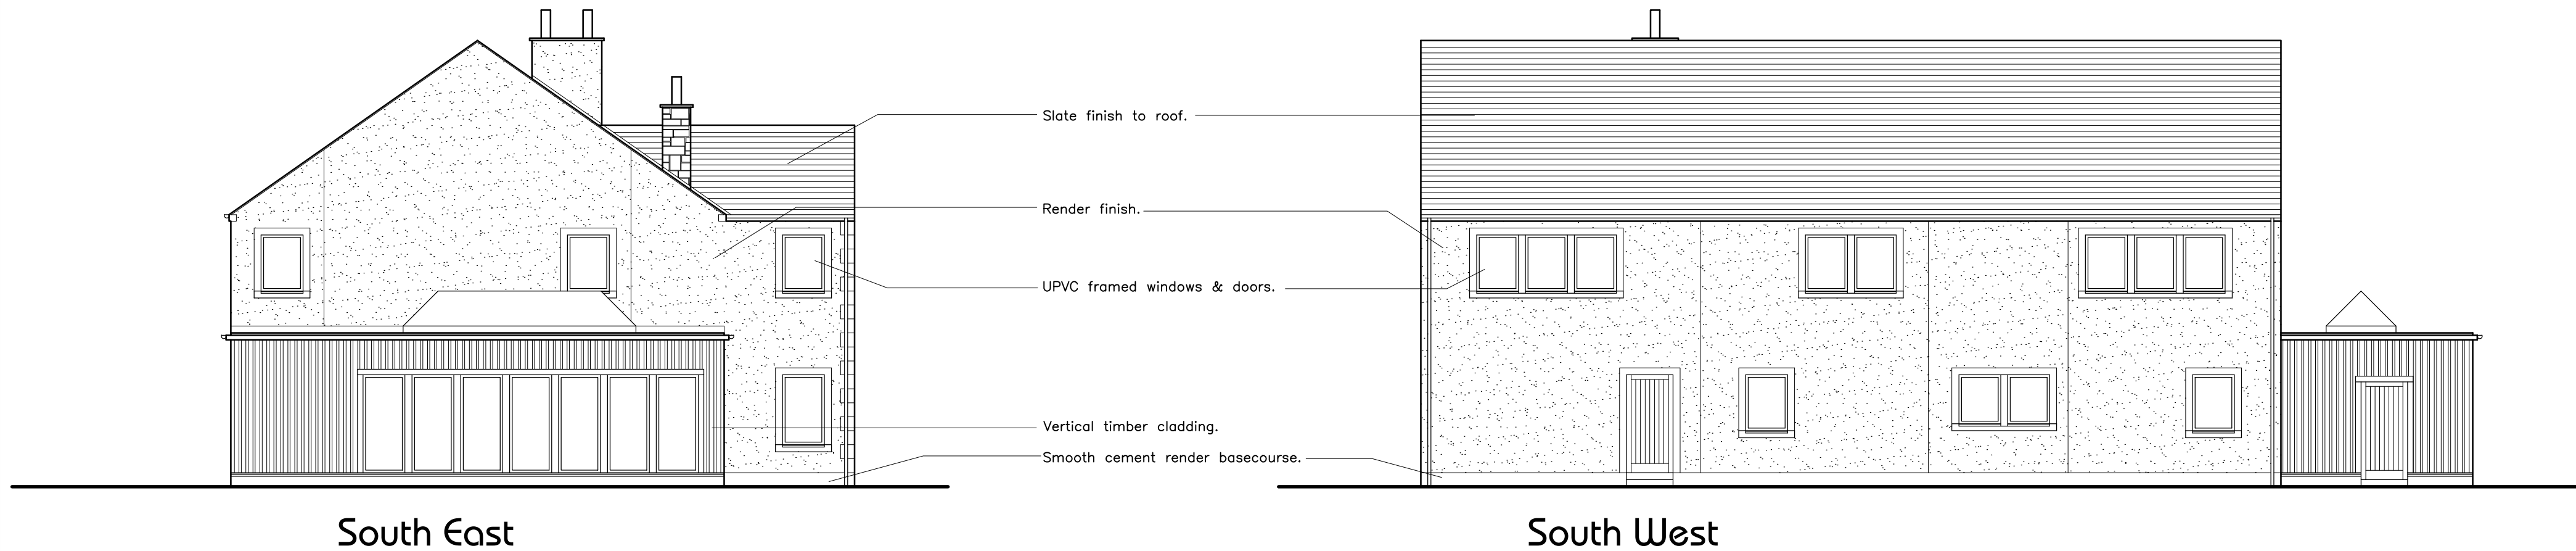 Slate finish to roof.
Render finish.
UPVC framed windows & doors.
Vertical timber cladding.
Smooth cement render basecourse.
South East
South West